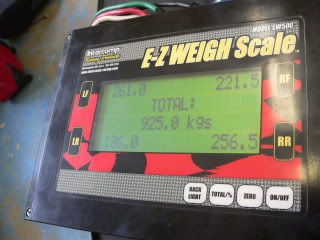 Intercomp
E-Z WEIGH Scale™
MODEL SW500
LF
261.0
221.5
RF
TOTAL:
925.0 kgs
LR
186.0
256.5
RR
BACK LIGHT
TOTAL/%
ZERO
ON/OFF